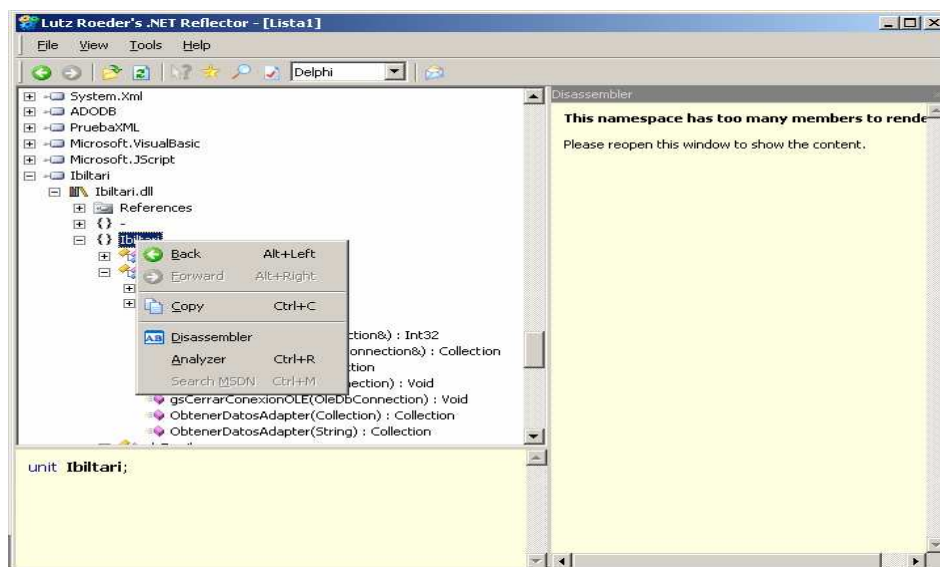 Lutz Roeder's .NET Reflector - [Lista1]
File View Tools Help
Delphi
System.Xml
ADODB
PruebaXML
Microsoft.VisualBasic
Microsoft.JScript
Ibiltari
Ibiltari.dll
References
{} -
{} Ibiltari
Back Alt+Left
Forward Alt+Right
Copy Ctrl+C
Disassembler
Analyzer Ctrl+R
Search MSDN Ctrl+M
ction&) : Int32
onnection&) : Collection
ction
nection) : Void
gsCerrarConexionOLE(OleDbConnection) : Void
ObtenerDatosAdapter(Collection) : Collection
ObtenerDatosAdapter(String) : Collection
unit Ibiltari;
Disassembler
This namespace has too many members to rende
Please reopen this window to show the content.